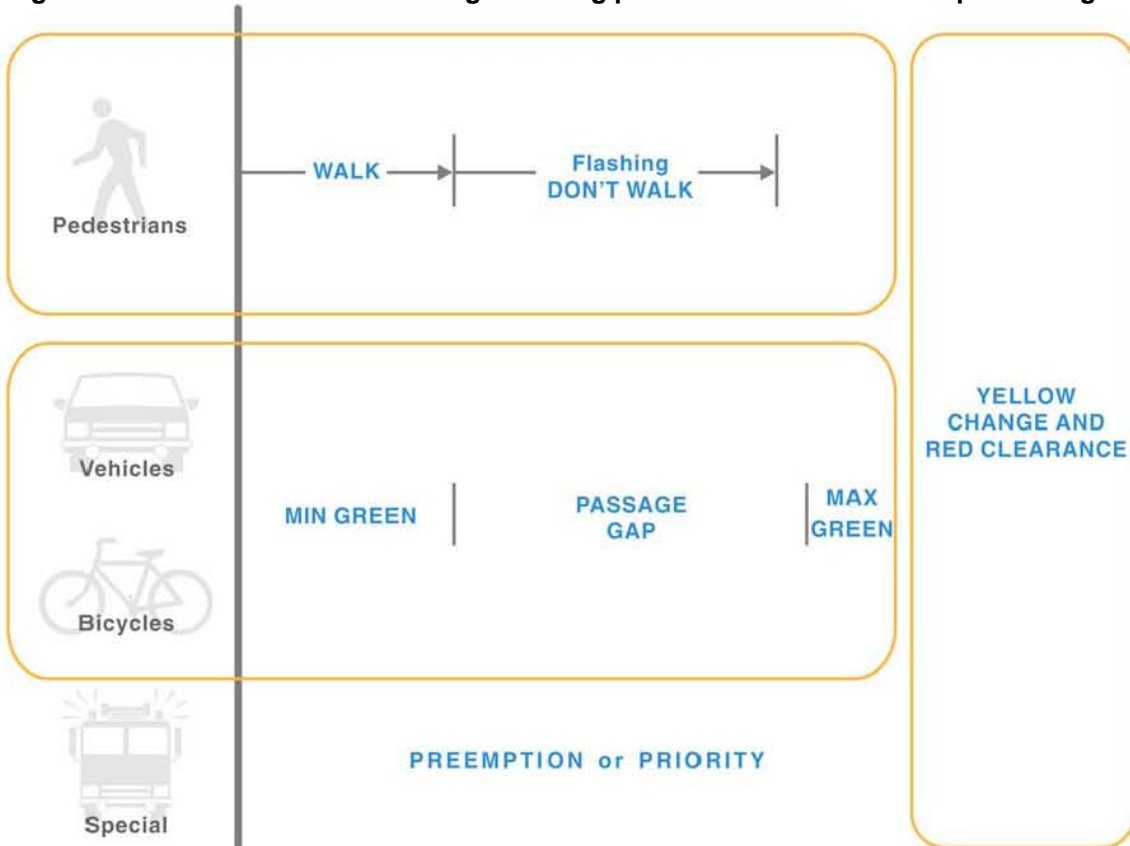 Pedestrians
WALK
Flashing
DON'T WALK
Vehicles
Bicycles
MIN GREEN
PASSAGE
GAP
MAX
GREEN
YELLOW
CHANGE AND
RED CLEARANCE
Special
PREEMPTION or PRIORITY